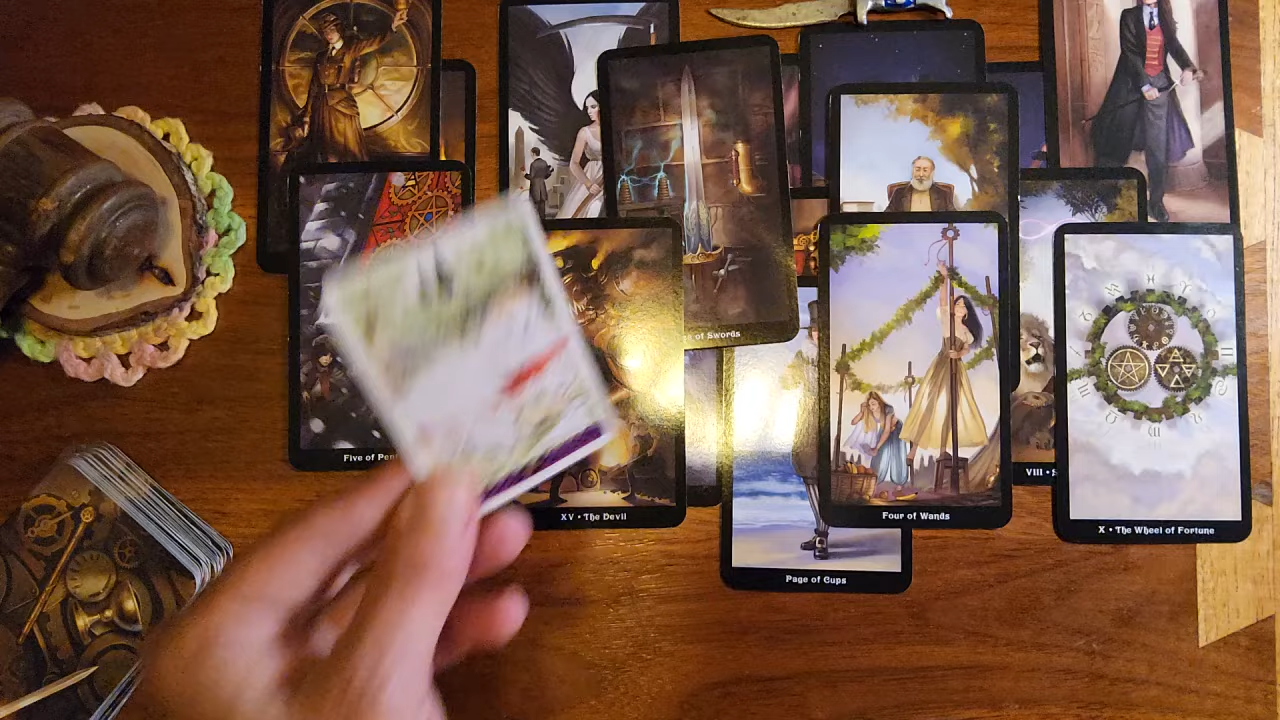 of Swords
Five of Pen
XV • The Devil
VIII • S
Four of Wands
X • The Wheel of Fortune
Page of Cups